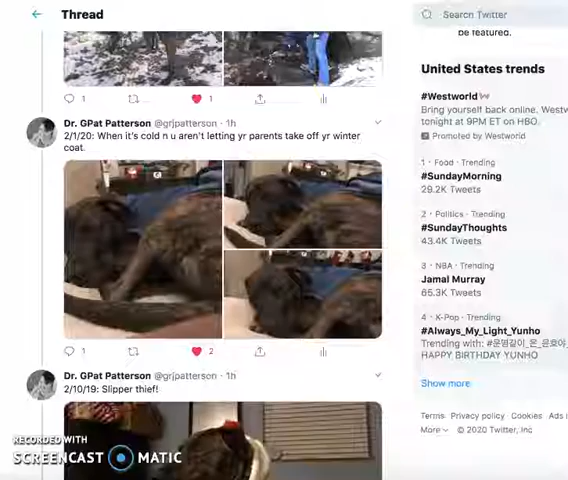 ← Thread
Search Twitter
be featured.
1
1
Dr. GPat Patterson @grjpatterson · 1h
2/1/20: When it's cold n u aren't letting yr parents take off yr winter
coat.
1
2
Dr. GPat Patterson @grjpatterson · 1h
2/10/19: Slipper thief!
United States trends
#Westworld
Bring yourself back online.
tonight at 9PM ET on HBO.
Promoted by Westworld
1 · Food · Trending
#SundayMorning
29.2K Tweets
2 · Politics · Trending
#SundayThoughts
43.4K Tweets
3 · NBA · Trending
Jamal Murray
65.3K Tweets
4 · K-Pop · Trending
#Always_My_Light_Yunho
Trending with:
HAPPY BIRTHDAY YUNHO
Show more
Terms Privacy policy Cookies Ads
More © 2020 Twitter, Inc
RECORDED WITH
SCREENCAST MATIC